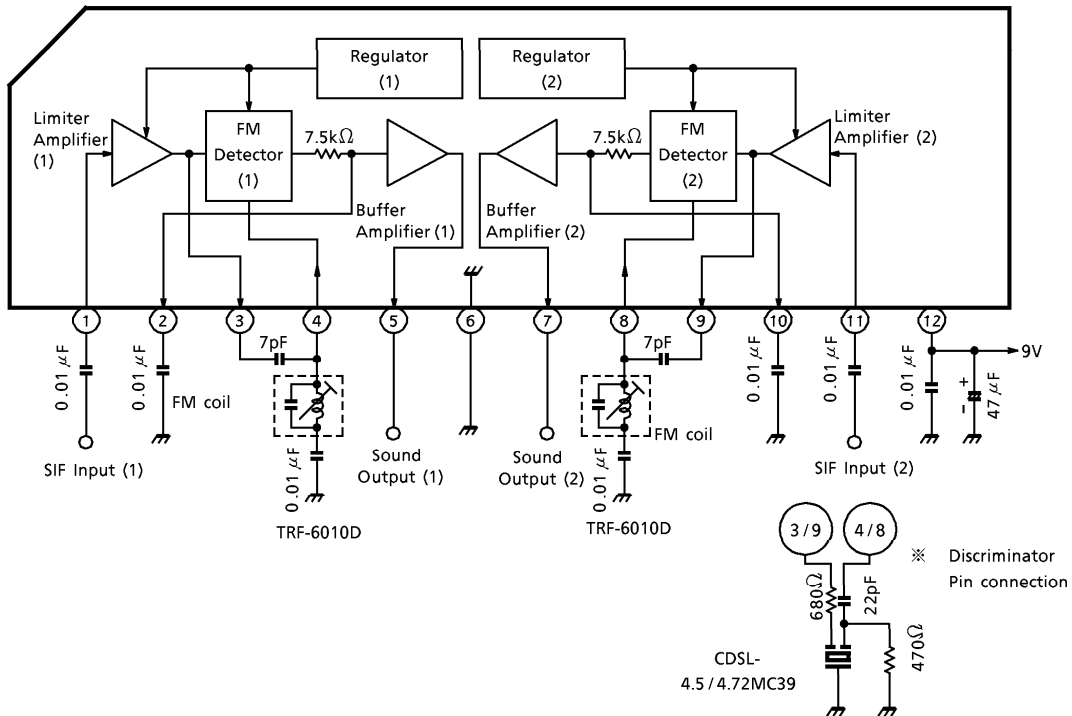 Regulator
(1)
Regulator
(2)
Limiter
Amplifier
(1)
FM
Detector
(1)
7.5kΩ
7.5kΩ
FM
Detector
(2)
Limiter
Amplifier (2)
Buffer
Amplifier (1)
Buffer
Amplifier (2)
1
2
3
4
5
6
7
8
9
10
11
12
0.01 μF
0.01 μF
7pF
7pF
0.01 μF
0.01 μF
0.01 μF
9V
+
-
47 μF
FM coil
FM coil
SIF Input (1)
0.01 μF
Sound
Output (1)
Sound
Output (2)
0.01 μF
SIF Input (2)
TRF-6010D
TRF-6010D
3 / 9
4 / 8
※ Discriminator
Pin connection
680Ω
22pF
470Ω
CDSL-
4.5 / 4.72MC39